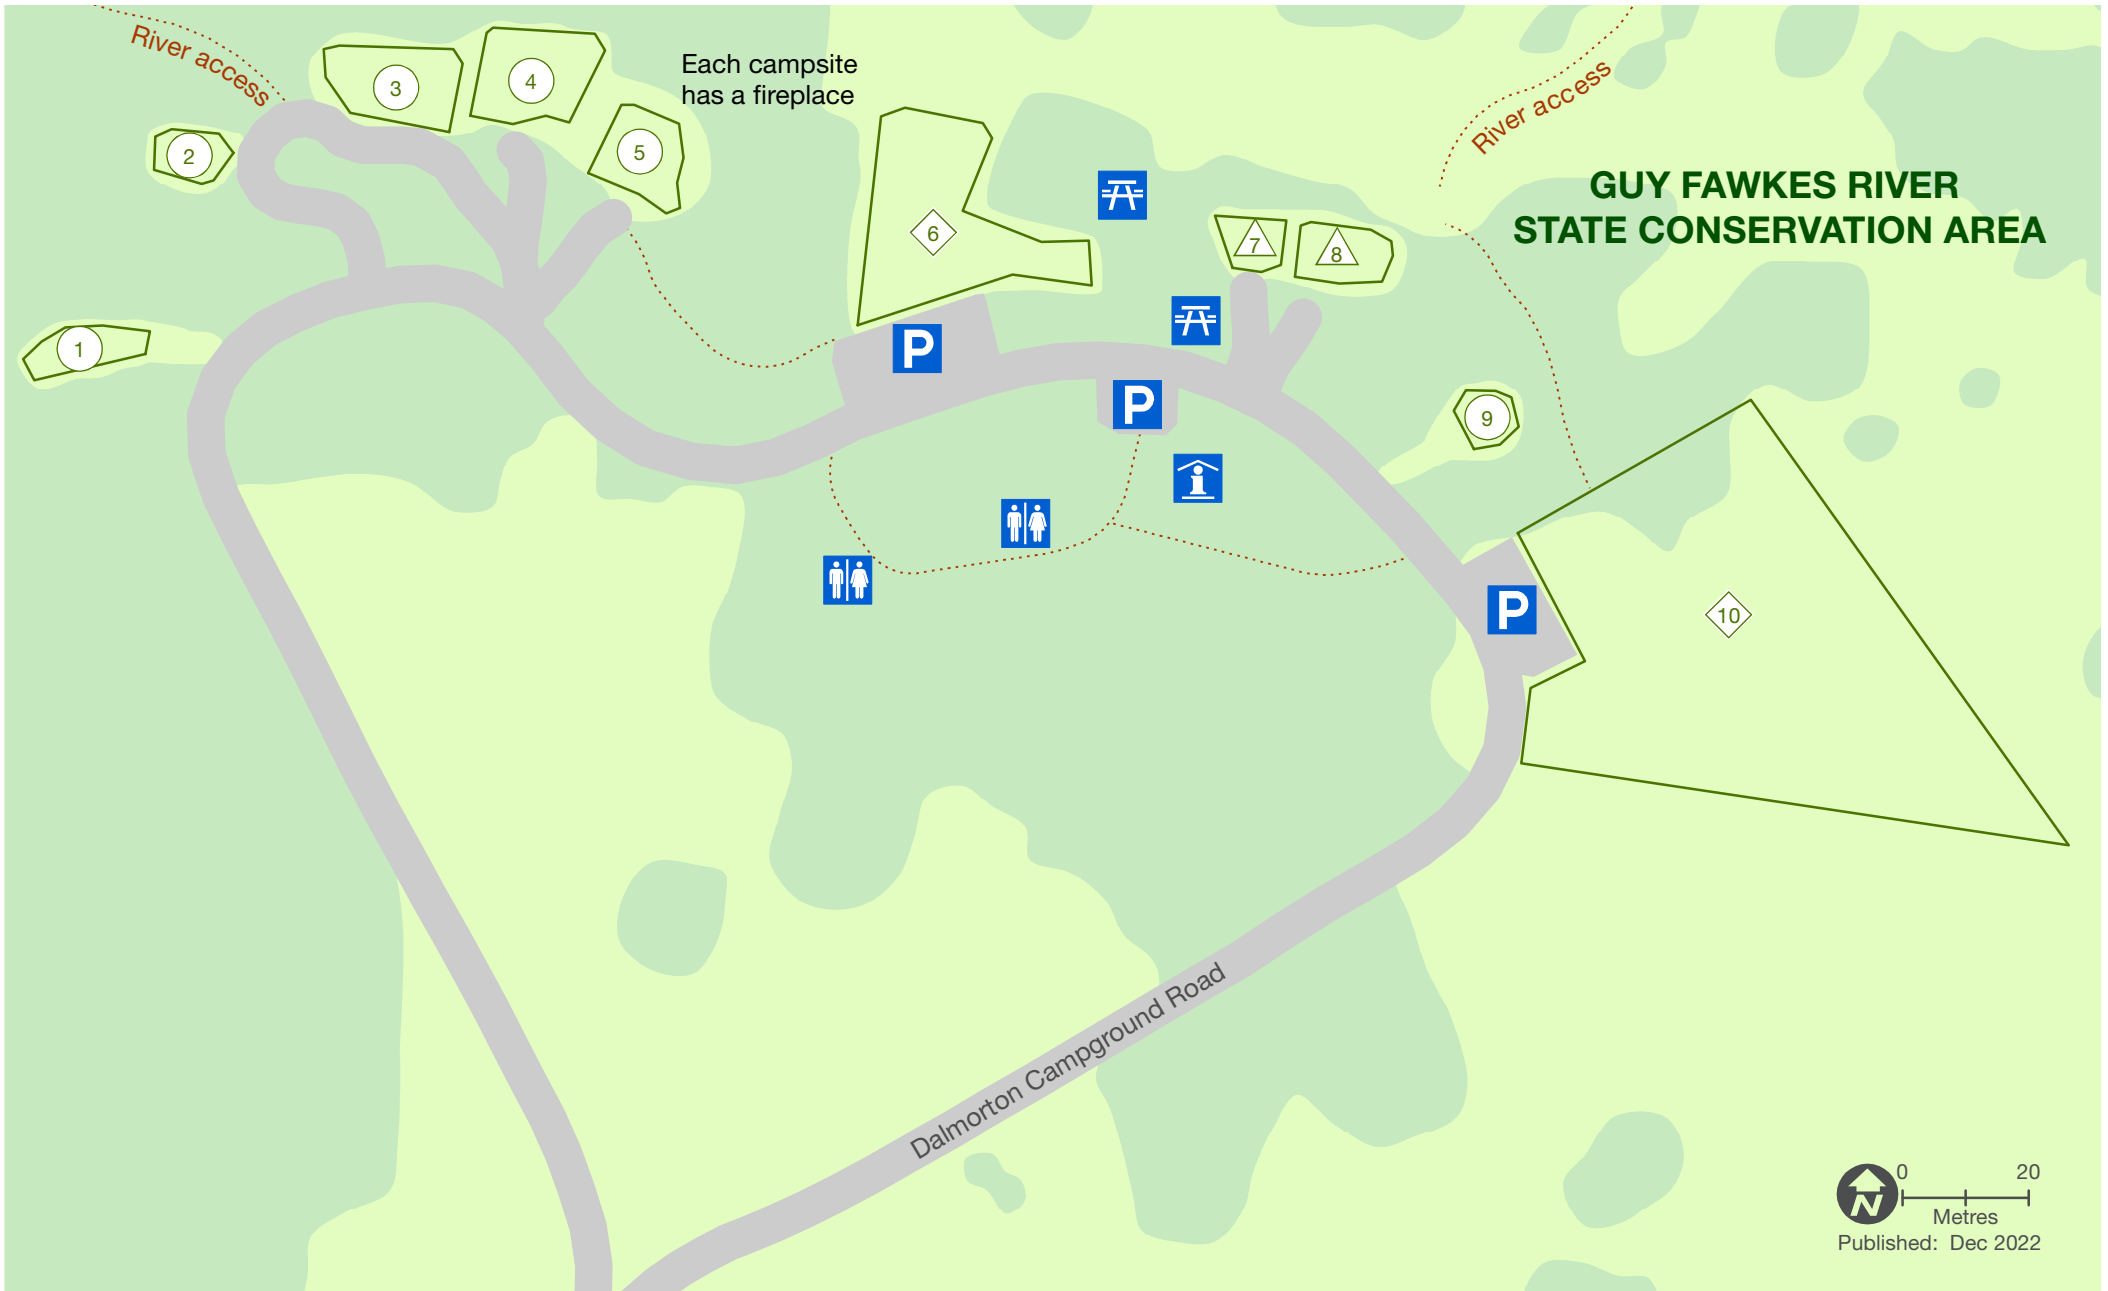 River access
3
4
Each campsite
has a fireplace
5
2
River access
GUY FAWKES RIVER
STATE CONSERVATION AREA
6
7
8
1
P
P
9
P
10
Dalmorton Campground Road
N
0 20
Metres
Published: Dec 2022